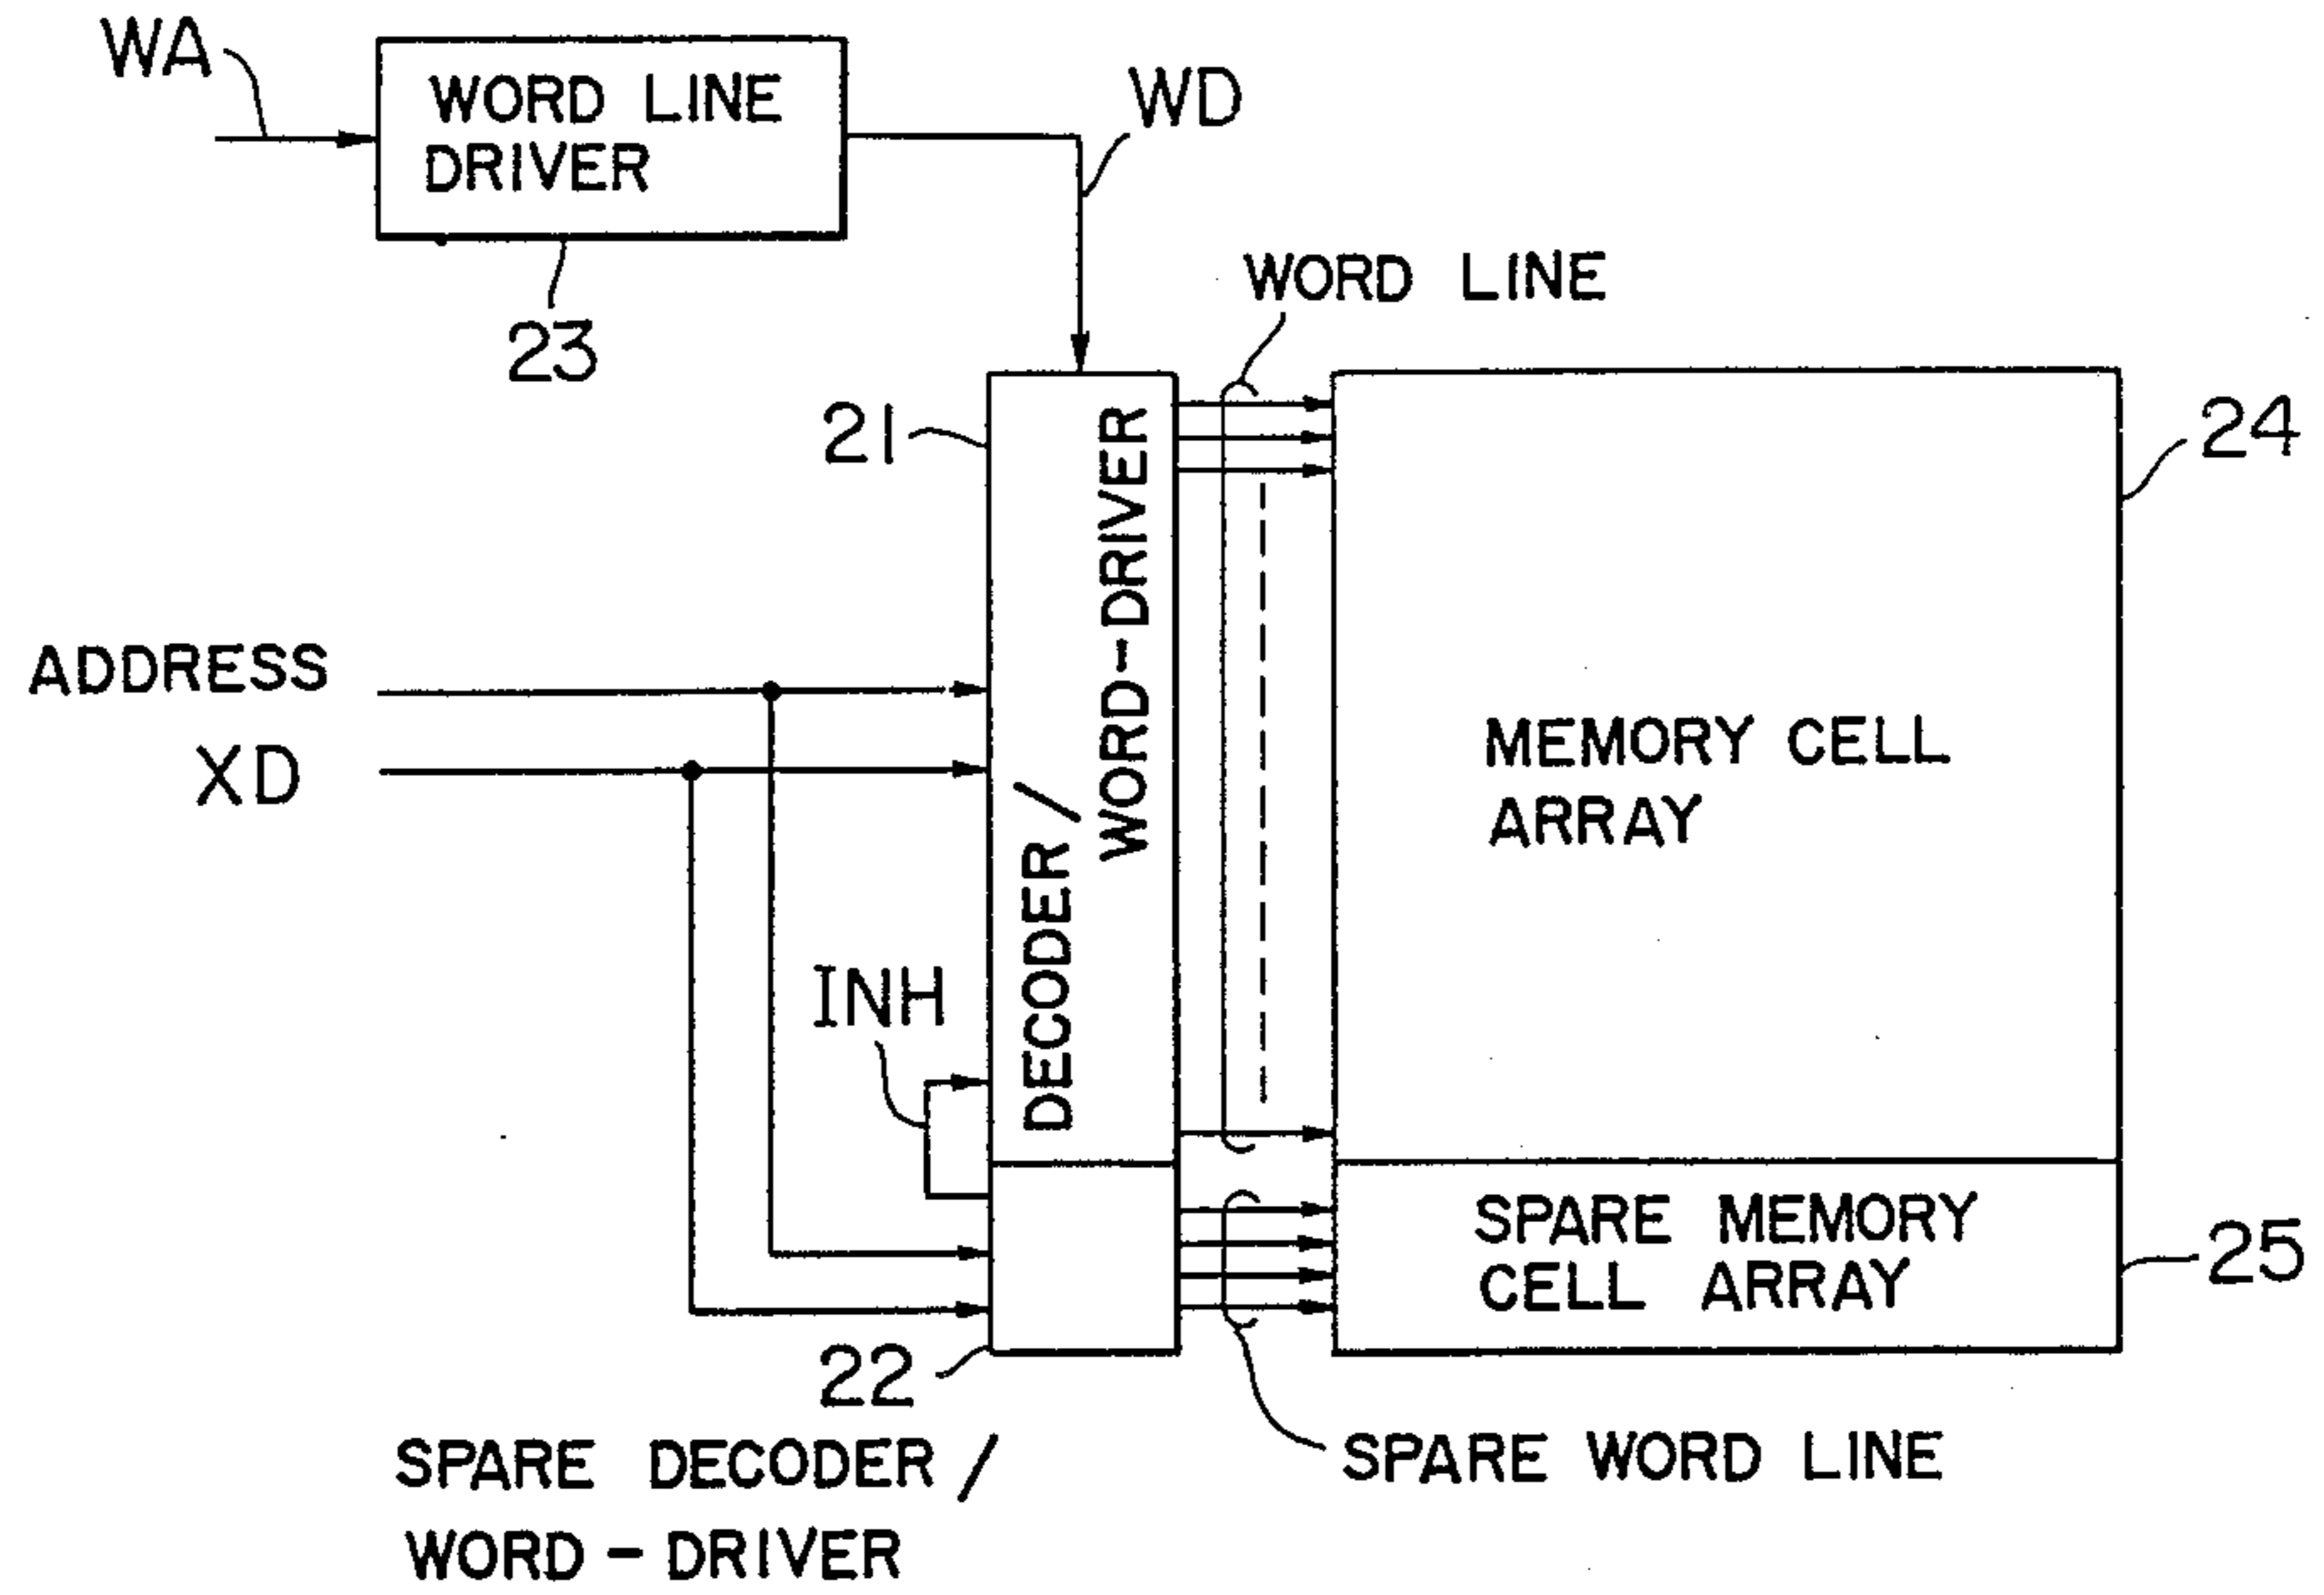 WA
WORD LINE
DRIVER
WD
23
WORD LINE
21
24
DECODER /
WORD-DRIVER
ADDRESS
XD
MEMORY CELL
ARRAY
INH
SPARE MEMORY
CELL ARRAY
25
22
SPARE DECODER /
WORD - DRIVER
SPARE WORD LINE